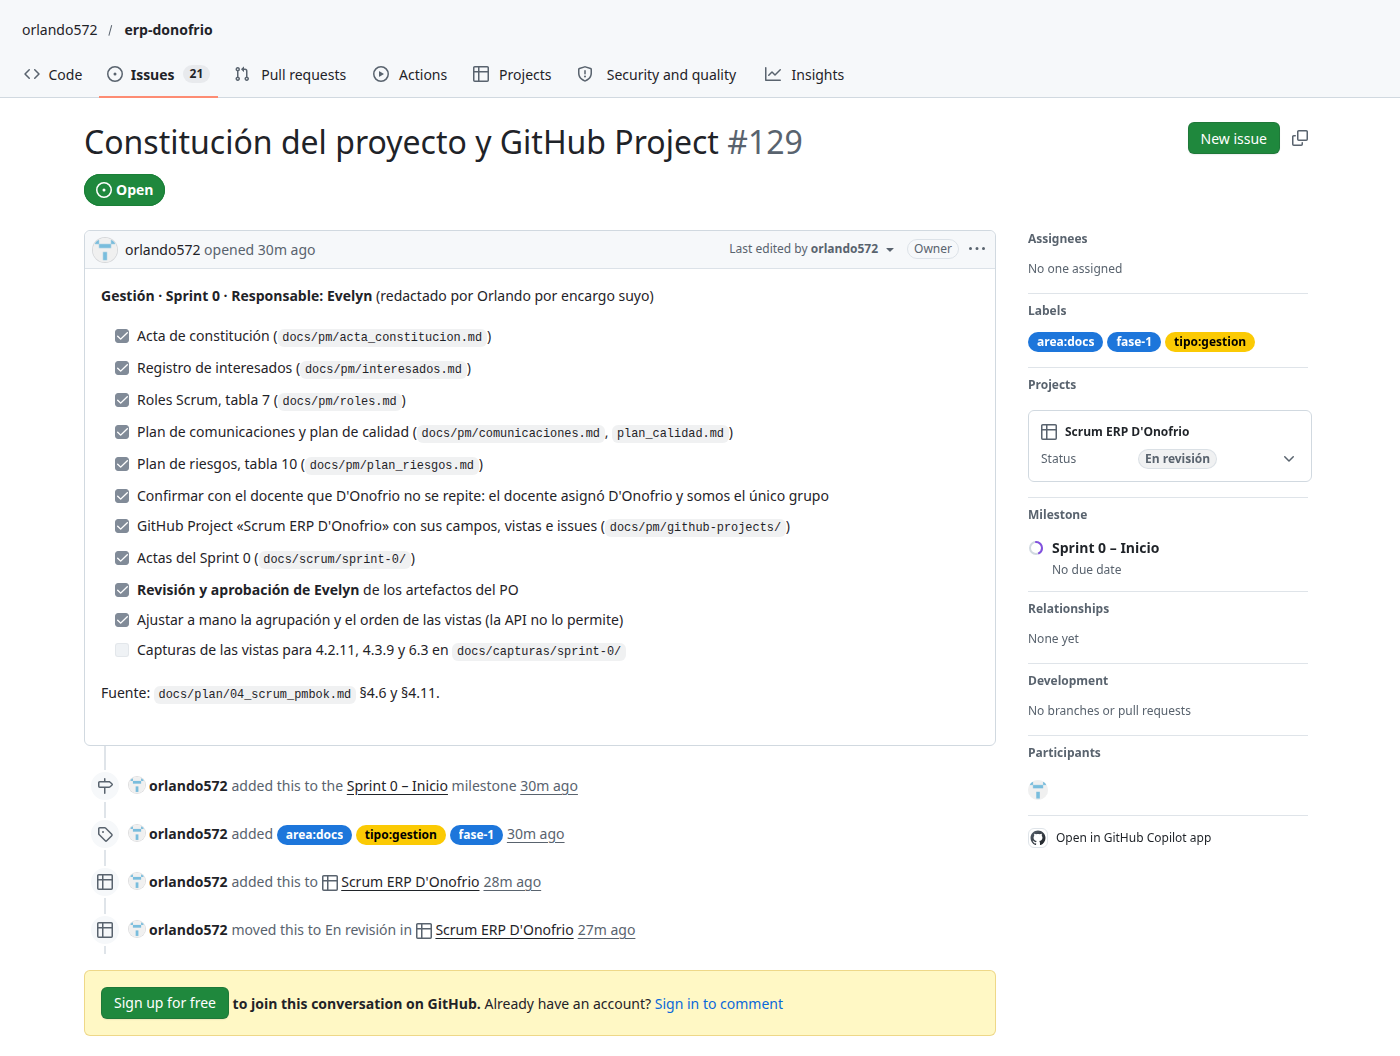 orlando572 / erp-donofrio
Code Issues 21 Pull requests Actions Projects Security and quality Insights
Constitución del proyecto y GitHub Project #129
New issue
Open
orlando572 opened 30m ago
Last edited by orlando572 Owner
Gestión · Sprint 0 · Responsable: Evelyn (redactado por Orlando por encargo suyo)
Acta de constitución ( docs/pm/acta_constitucion.md )
Registro de interesados ( docs/pm/interesados.md )
Roles Scrum, tabla 7 ( docs/pm/roles.md )
Plan de comunicaciones y plan de calidad ( docs/pm/comunicaciones.md , plan_calidad.md )
Plan de riesgos, tabla 10 ( docs/pm/plan_riesgos.md )
Confirmar con el docente que D'Onofrio no se repite: el docente asignó D'Onofrio y somos el único grupo
GitHub Project «Scrum ERP D'Onofrio» con sus campos, vistas e issues ( docs/pm/github-projects/ )
Actas del Sprint 0 ( docs/scrum/sprint-0/ )
Revisión y aprobación de Evelyn de los artefactos del PO
Ajustar a mano la agrupación y el orden de las vistas (la API no lo permite)
Capturas de las vistas para 4.2.11, 4.3.9 y 6.3 en docs/capturas/sprint-0/
Fuente: docs/plan/04_scrum_pmbok.md §4.6 y §4.11.
orlando572 added this to the Sprint 0 – Inicio milestone 30m ago
orlando572 added area:docs tipo:gestion fase-1 30m ago
orlando572 added this to Scrum ERP D'Onofrio 28m ago
orlando572 moved this to En revisión in Scrum ERP D'Onofrio 27m ago
Sign up for free to join this conversation on GitHub. Already have an account? Sign in to comment
Assignees
No one assigned
Labels
area:docs fase-1 tipo:gestion
Projects
Scrum ERP D'Onofrio
Status En revisión
Milestone
Sprint 0 – Inicio
No due date
Relationships
None yet
Development
No branches or pull requests
Participants
Open in GitHub Copilot app